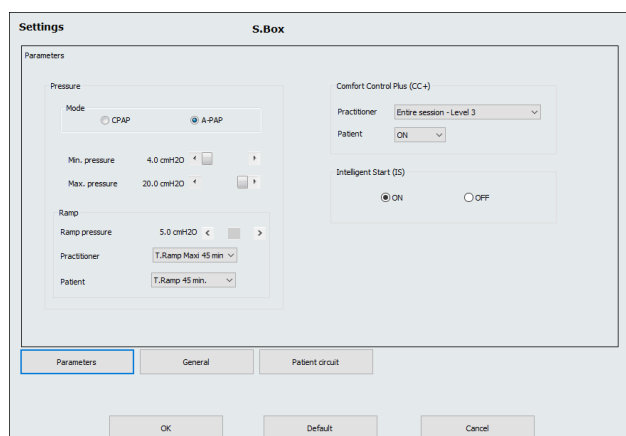 Settings
S.Box
Parameters
Pressure
Mode
CPAP
A-PAP
Min. pressure 4.0 cmH2O
Max. pressure 20.0 cmH2O
Ramp
Ramp pressure 5.0 cmH2O
Practitioner T.Ramp Maxi 45 min
Patient T.Ramp 45 min.
Comfort Control Plus (CC+)
Practitioner Entire session - Level 3
Patient ON
Intelligent Start (IS)
ON OFF
Parameters General Patient circuit
OK Default Cancel